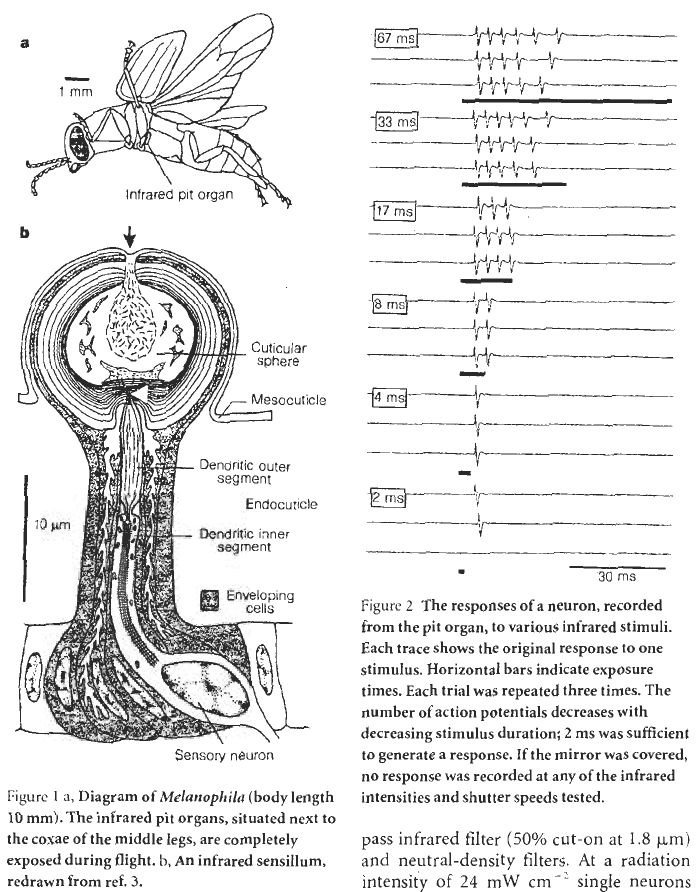 a
1 mm
Infrared pit organ
b
Cuticular
sphere
Mesocuticle
Dendritic outer
segment
Endocuticle
10 µm
Dendritic inner
segment
Enveloping
cells
Sensory neuron
Figure 1 a, Diagram of Melanophila (body length
10 mm). The infrared pit organs, situated next to
the coxae of the middle legs, are completely
exposed during flight. b, An infrared sensillum,
redrawn from ref. 3.
67 ms
33 ms
17 ms
8 ms
4 ms
2 ms
30 ms
Figure 2 The responses of a neuron, recorded
from the pit organ, to various infrared stimuli.
Each trace shows the original response to one
stimulus. Horizontal bars indicate exposure
times. Each trial was repeated three times. The
number of action potentials decreases with
decreasing stimulus duration; 2 ms was sufficient
to generate a response. If the mirror was covered,
no response was recorded at any of the infrared
intensities and shutter speeds tested.
pass infrared filter (50% cut-on at 1.8 µm)
and neutral-density filters. At a radiation
intensity of 24 mW cm⁻² single neurons